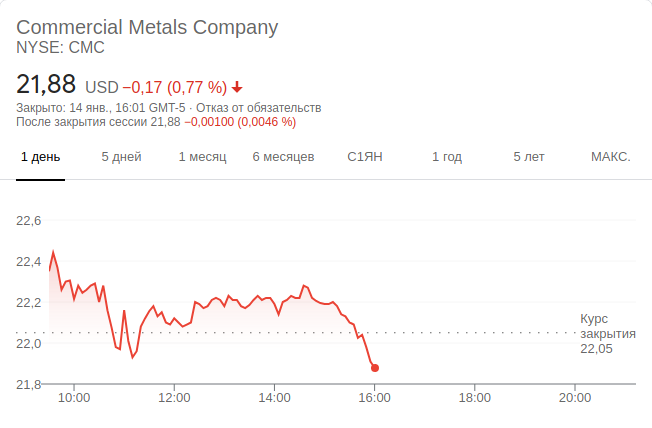 Commercial Metals Company
NYSE: CMC
21,88 USD −0,17 (0,77 %)
Закрыто: 14 янв., 16:01 GMT-5 · Отказ от обязательств
После закрытия сессии 21,88 −0,00100 (0,0046 %)
1 день 5 дней 1 месяц 6 месяцев С1ЯН 1 год 5 лет МАКС.
22,6
22,4
22,2
22,0
21,8
Курс
закрытия
22,05
10:00 12:00 14:00 16:00 18:00 20:00